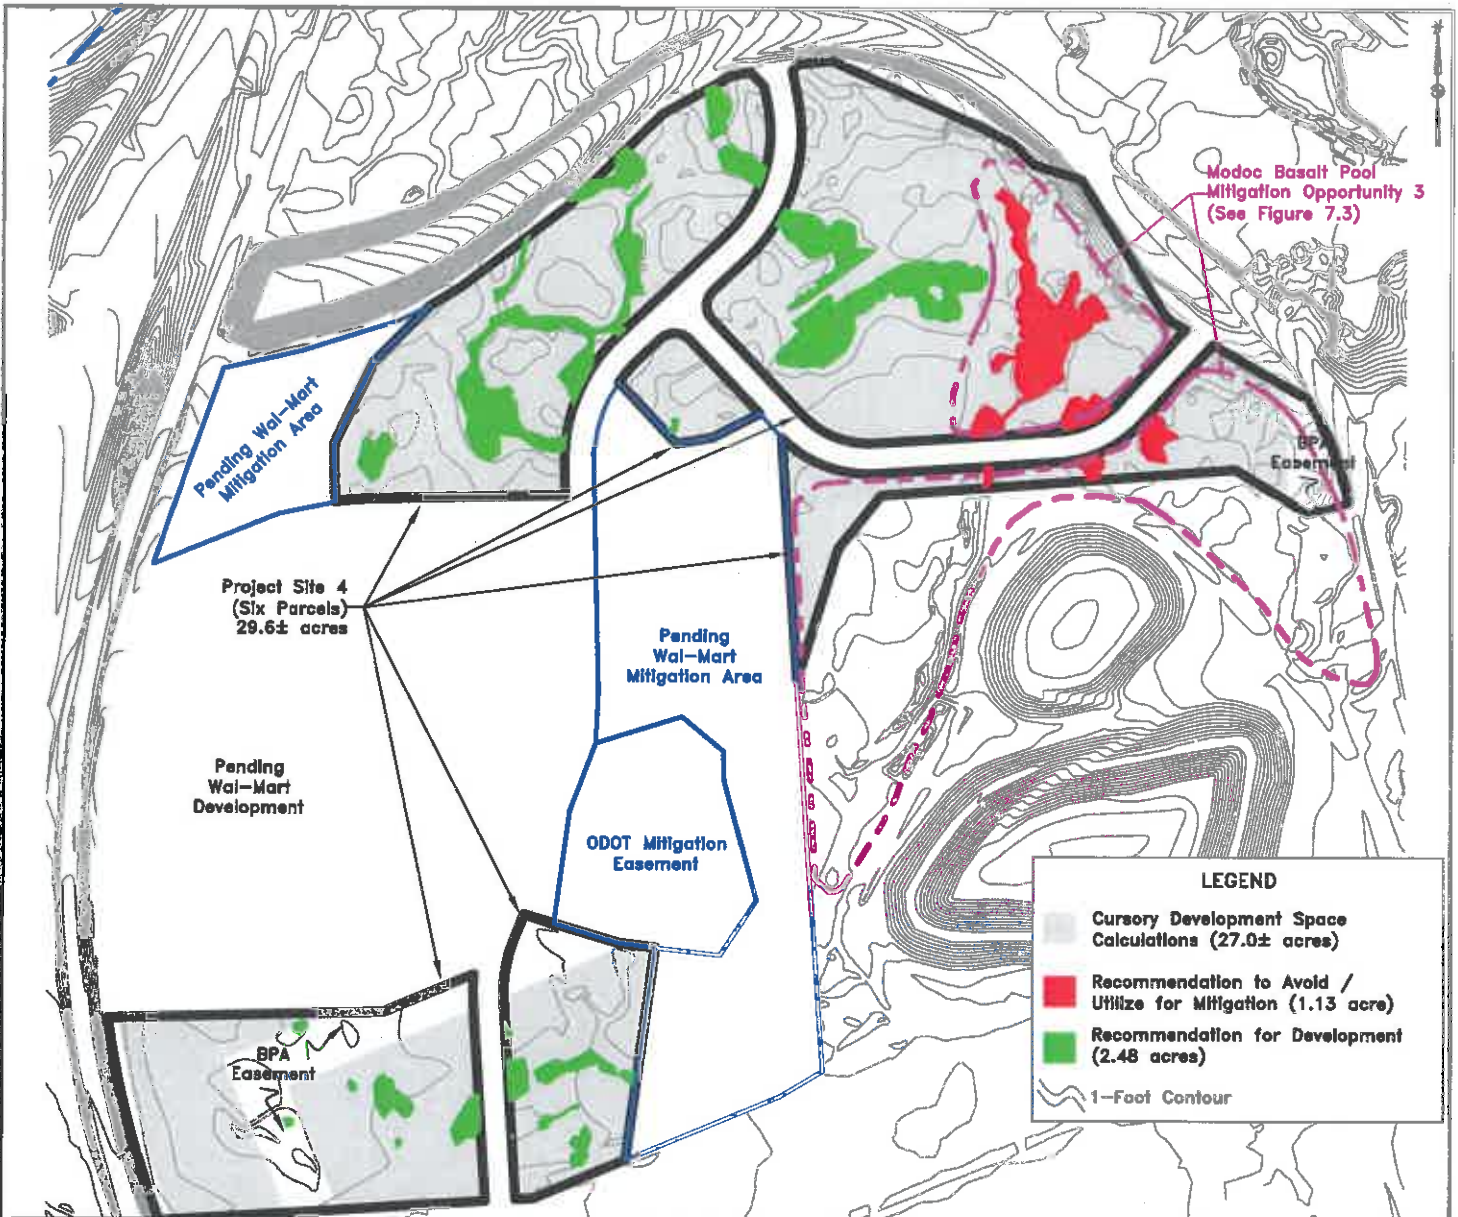 Modoc Basalt Pool
Mitigation Opportunity 3
(See Figure 7.3)
Pending Wal-Mart
Mitigation Area
BPA
Easement
Project Site 4
(Six Parcels)
29.6± acres
Pending
Wal-Mart
Mitigation Area
Pending
Wal-Mart
Development
ODOT Mitigation
Easement
BPA
Easement
LEGEND
Cursory Development Space
Calculations (27.0± acres)
Recommendation to Avoid /
Utilize for Mitigation (1.13 acre)
Recommendation for Development
(2.48 acres)
1-Foot Contour